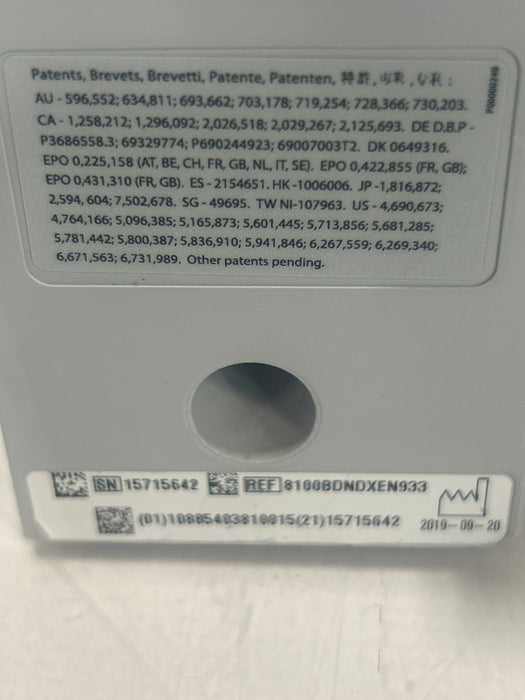 Patents, Brevets, Brevetti, Patente, Patenten, 特許, 专利, 专利 :
AU - 596,552; 634,811; 693,662; 703,178; 719,254; 728,366; 730,203.
CA - 1,258,212; 1,296,092; 2,026,518; 2,029,267; 2,125,693. DE D.B.P -
P3686558.3; 69329774; P690244923; 69007003T2. DK 0649316.
EPO 0,225,158 (AT, BE, CH, FR, GB, NL, IT, SE). EPO 0,422,855 (FR, GB);
EPO 0,431,310 (FR, GB). ES - 2154651. HK -1006006. JP -1,816,872;
2,594,604; 7,502,678. SG - 49695. TW NI-107963. US - 4,690,673;
4,764,166; 5,096,385; 5,165,873; 5,601,445; 5,713,856; 5,681,285;
5,781,442; 5,800,387; 5,836,910; 5,941,846; 6,267,559; 6,269,340;
6,671,563; 6,731,989. Other patents pending.
P00000249
SN 15715642 REF 8100BDNDXEN933
(01)10885403810015(21)15715642
2019-09-20